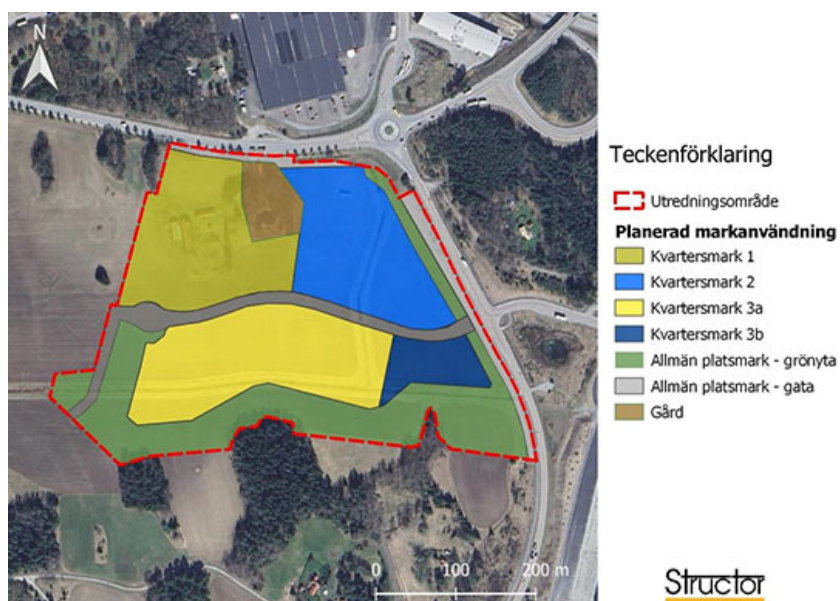 N
Teckenförklaring
Utredningsområde
Planerad markanvändning
Kvartersmark 1
Kvartersmark 2
Kvartersmark 3a
Kvartersmark 3b
Allmän platsmark - grönyta
Allmän platsmark - gata
Gård
0 100 200 m
Structor